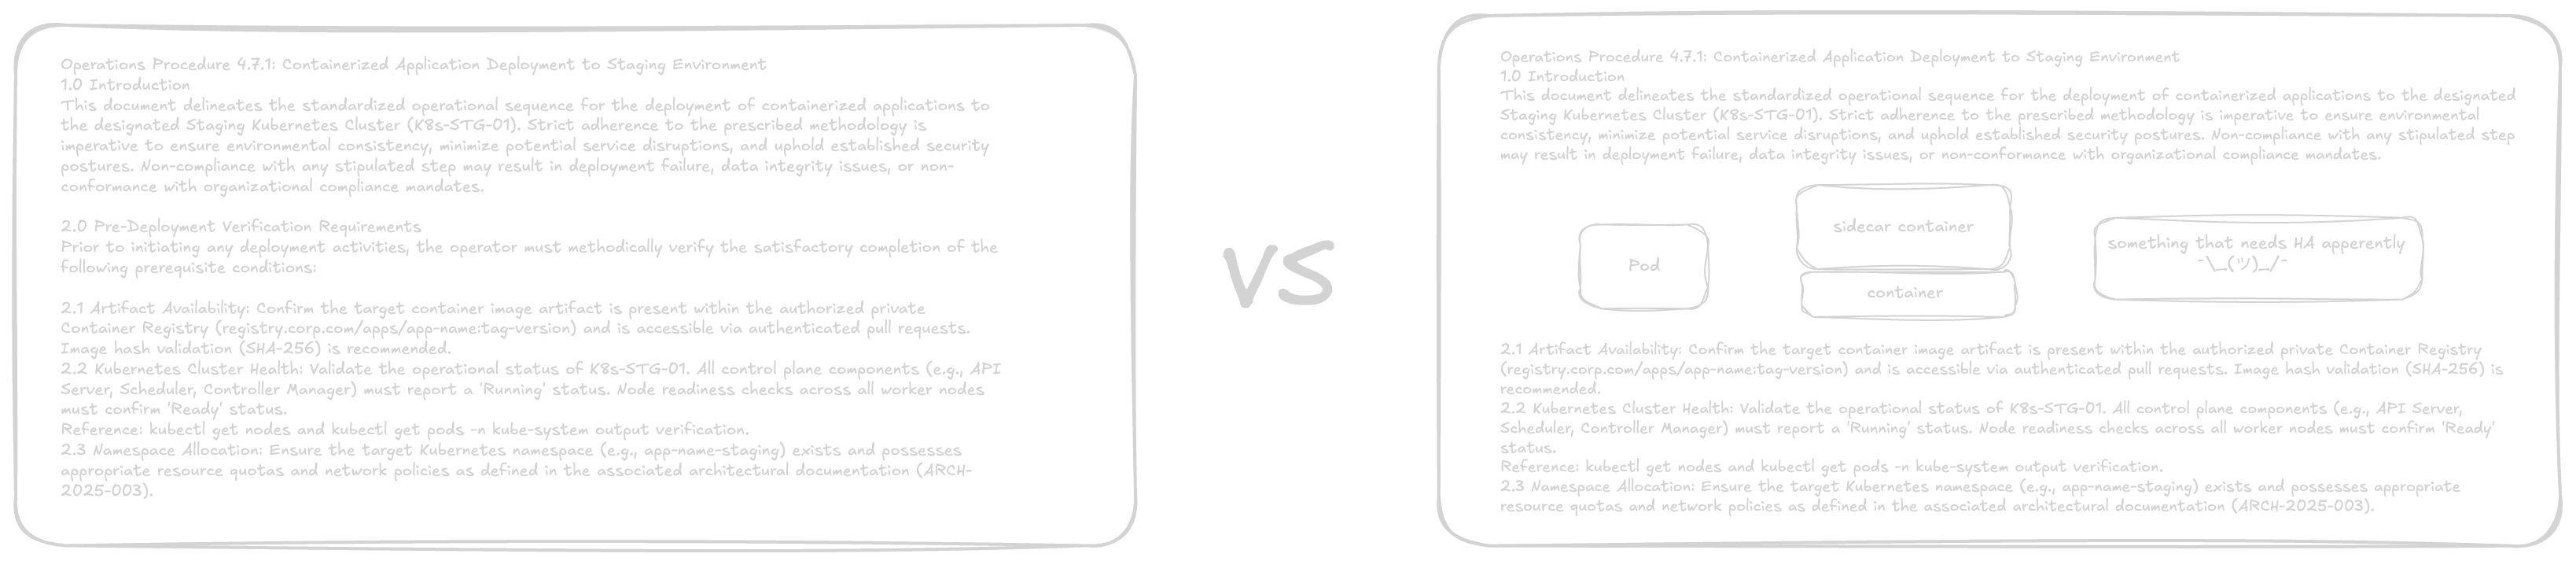 Operations Procedure 4.7.1: Containerized Application Deployment to Staging Environment
1.0 Introduction
This document delineates the standardized operational sequence for the deployment of containerized applications to
the designated Staging Kubernetes Cluster (K8s-STG-01). Strict adherence to the prescribed methodology is
imperative to ensure environmental consistency, minimize potential service disruptions, and uphold established security
postures. Non-compliance with any stipulated step may result in deployment failure, data integrity issues, or non-
conformance with organizational compliance mandates.
2.0 Pre-Deployment Verification Requirements
Prior to initiating any deployment activities, the operator must methodically verify the satisfactory completion of the
following prerequisite conditions:
2.1 Artifact Availability: Confirm the target container image artifact is present within the authorized private
Container Registry (registry.corp.com/apps/app-name:tag-version) and is accessible via authenticated pull requests.
Image hash validation (SHA-256) is recommended.
2.2 Kubernetes Cluster Health: Validate the operational status of K8s-STG-01. All control plane components (e.g., API
Server, Scheduler, Controller Manager) must report a 'Running' status. Node readiness checks across all worker nodes
must confirm 'Ready' status.
Reference: kubectl get nodes and kubectl get pods -n kube-system output verification.
2.3 Namespace Allocation: Ensure the target Kubernetes namespace (e.g., app-name-staging) exists and possesses
appropriate resource quotas and network policies as defined in the associated architectural documentation (ARCH-
2025-003).
VS
Operations Procedure 4.7.1: Containerized Application Deployment to Staging Environment
1.0 Introduction
This document delineates the standardized operational sequence for the deployment of containerized applications to the designated
Staging Kubernetes Cluster (K8s-STG-01). Strict adherence to the prescribed methodology is imperative to ensure environmental
consistency, minimize potential service disruptions, and uphold established security postures. Non-compliance with any stipulated step
may result in deployment failure, data integrity issues, or non-conformance with organizational compliance mandates.
Pod
sidecar container
container
something that needs HA apperently
¯\_(ツ)_/¯
2.1 Artifact Availability: Confirm the target container image artifact is present within the authorized private Container Registry
(registry.corp.com/apps/app-name:tag-version) and is accessible via authenticated pull requests. Image hash validation (SHA-256) is
recommended.
2.2 Kubernetes Cluster Health: Validate the operational status of K8s-STG-01. All control plane components (e.g., API Server,
Scheduler, Controller Manager) must report a 'Running' status. Node readiness checks across all worker nodes must confirm 'Ready'
status.
Reference: kubectl get nodes and kubectl get pods -n kube-system output verification.
2.3 Namespace Allocation: Ensure the target Kubernetes namespace (e.g., app-name-staging) exists and possesses appropriate
resource quotas and network policies as defined in the associated architectural documentation (ARCH-2025-003).